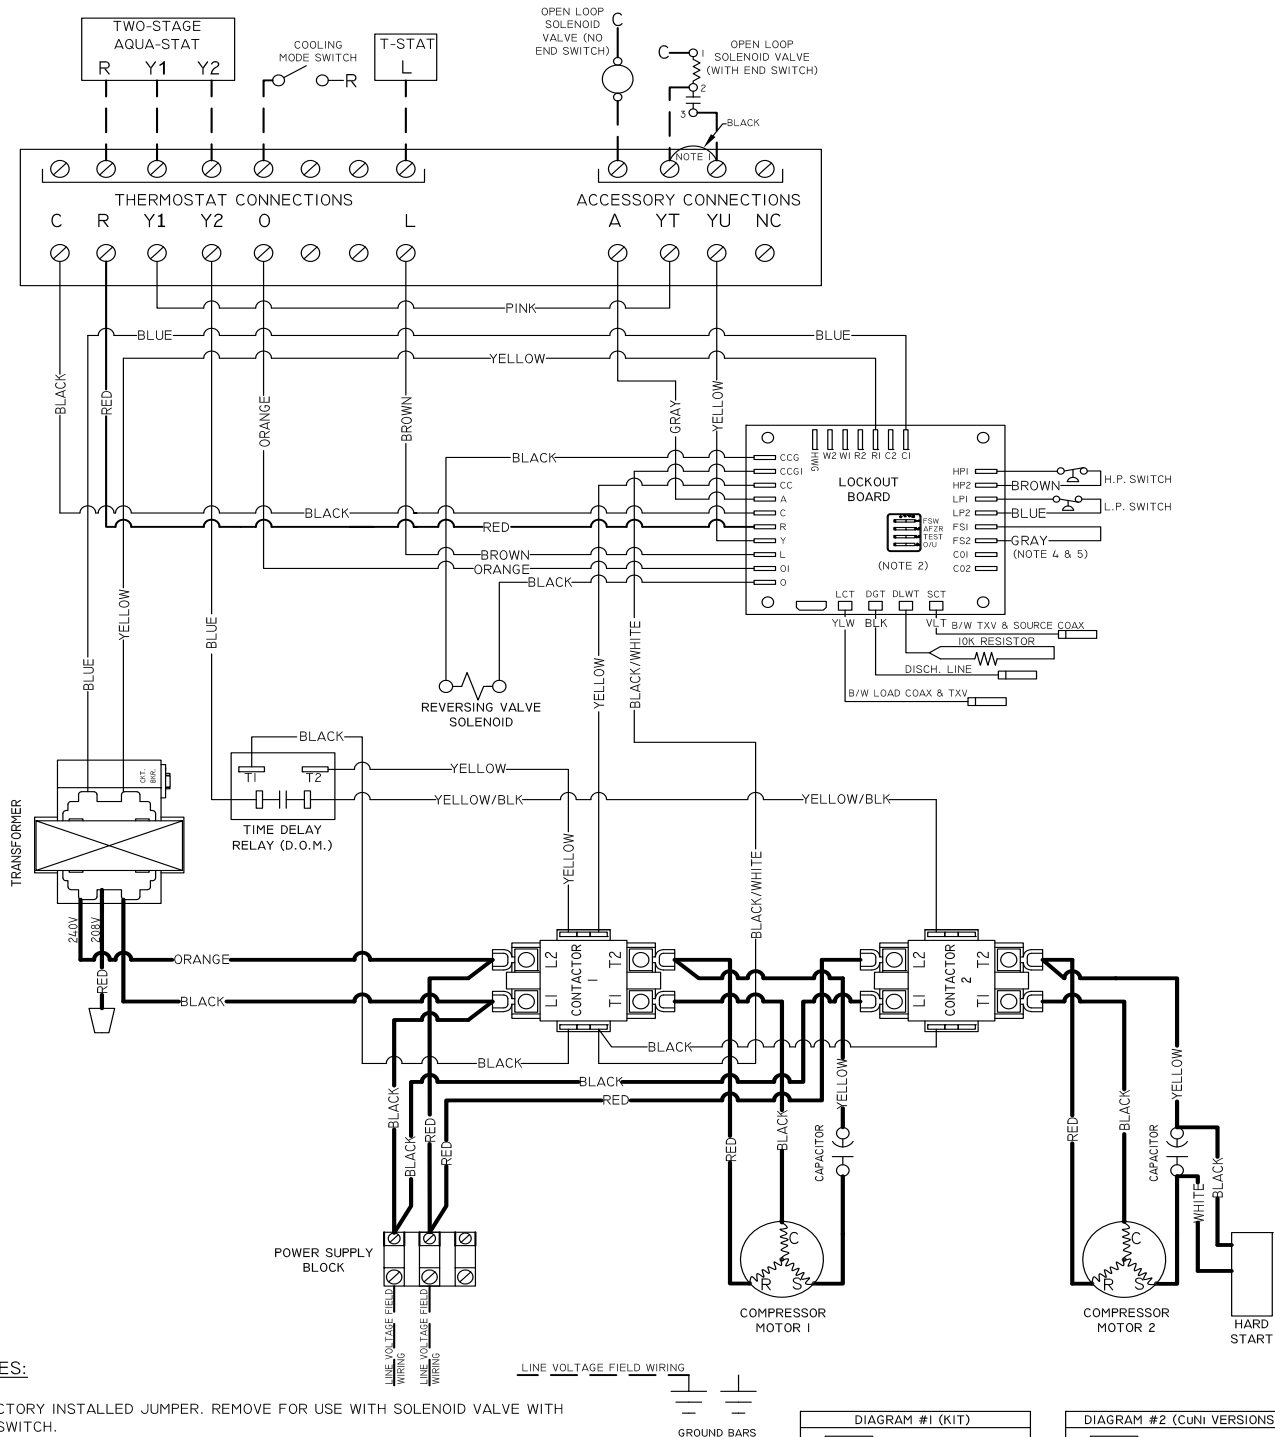 TWO-STAGE
AQUA-STAT
R Y1 Y2
COOLING
MODE SWITCH
R
T-STAT
L
OPEN LOOP
SOLENOID
VALVE (NO
END SWITCH)
C
C
1
2
3
OPEN LOOP
SOLENOID VALVE
(WITH END SWITCH)
BLACK
NOTE 1
THERMOSTAT CONNECTIONS
C R Y1 Y2 O L
ACCESSORY CONNECTIONS
A YT YU NC
PINK
BLUE
BLUE
YELLOW
BLACK
RED
ORANGE
BROWN
GRAY
YELLOW
BLACK
BLACK
RED
BROWN
ORANGE
BLACK
HWG W2 W1 R2 R1 C2 C1
CCG
CCG1
CC
A
C
R
Y
L
O1
O
LOCKOUT
BOARD
FSW
AFZR
TEST
O/U
(NOTE 2)
HP1
HP2
LP1
LP2
FS1
FS2
CO1
CO2
BROWN
H.P. SWITCH
BLUE
L.P. SWITCH
GRAY
(NOTE 4 & 5)
LCT DGT DLWT SCT
YLW BLK VLT
B/W TXV & SOURCE COAX
10K RESISTOR
DISCH. LINE
B/W LOAD COAX & TXV
BLUE
YELLOW
BLUE
YELLOW
BLACK/WHITE
REVERSING VALVE
SOLENOID
BLACK
T1 T2
YELLOW
YELLOW/BLK
YELLOW/BLK
TIME DELAY
RELAY (D.O.M.)
CKT.
BKR.
TRANSFORMER
240V
208V
RED
ORANGE
BLACK
YELLOW
BLACK/WHITE
L2
L1
CONTACTOR
1
T2
T1
L2
L1
CONTACTOR
2
T2
T1
BLACK
BLACK
BLACK
RED
BLACK
BLACK
RED
RED
RED
BLACK
YELLOW
CAPACITOR
RED
BLACK
YELLOW
CAPACITOR
WHITE
BLACK
POWER SUPPLY
BLOCK
LINE VOLTAGE FIELD
WIRING
LINE VOLTAGE FIELD
WIRING
C
R S
COMPRESSOR
MOTOR 1
C
R S
COMPRESSOR
MOTOR 2
HARD
START
LINE VOLTAGE FIELD WIRING
GROUND BARS
ES:
CTORY INSTALLED JUMPER. REMOVE FOR USE WITH SOLENOID VALVE WITH
SWITCH.
DIAGRAM #1 (KIT)
DIAGRAM #2 (CuNi VERSIONS